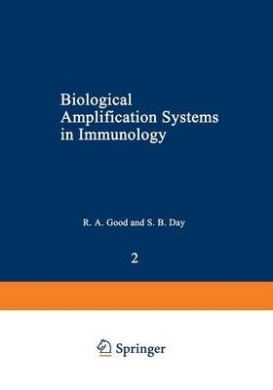 Biological
Amplification Systems
in Immunology
R. A. Good and S. B. Day
2
Springer